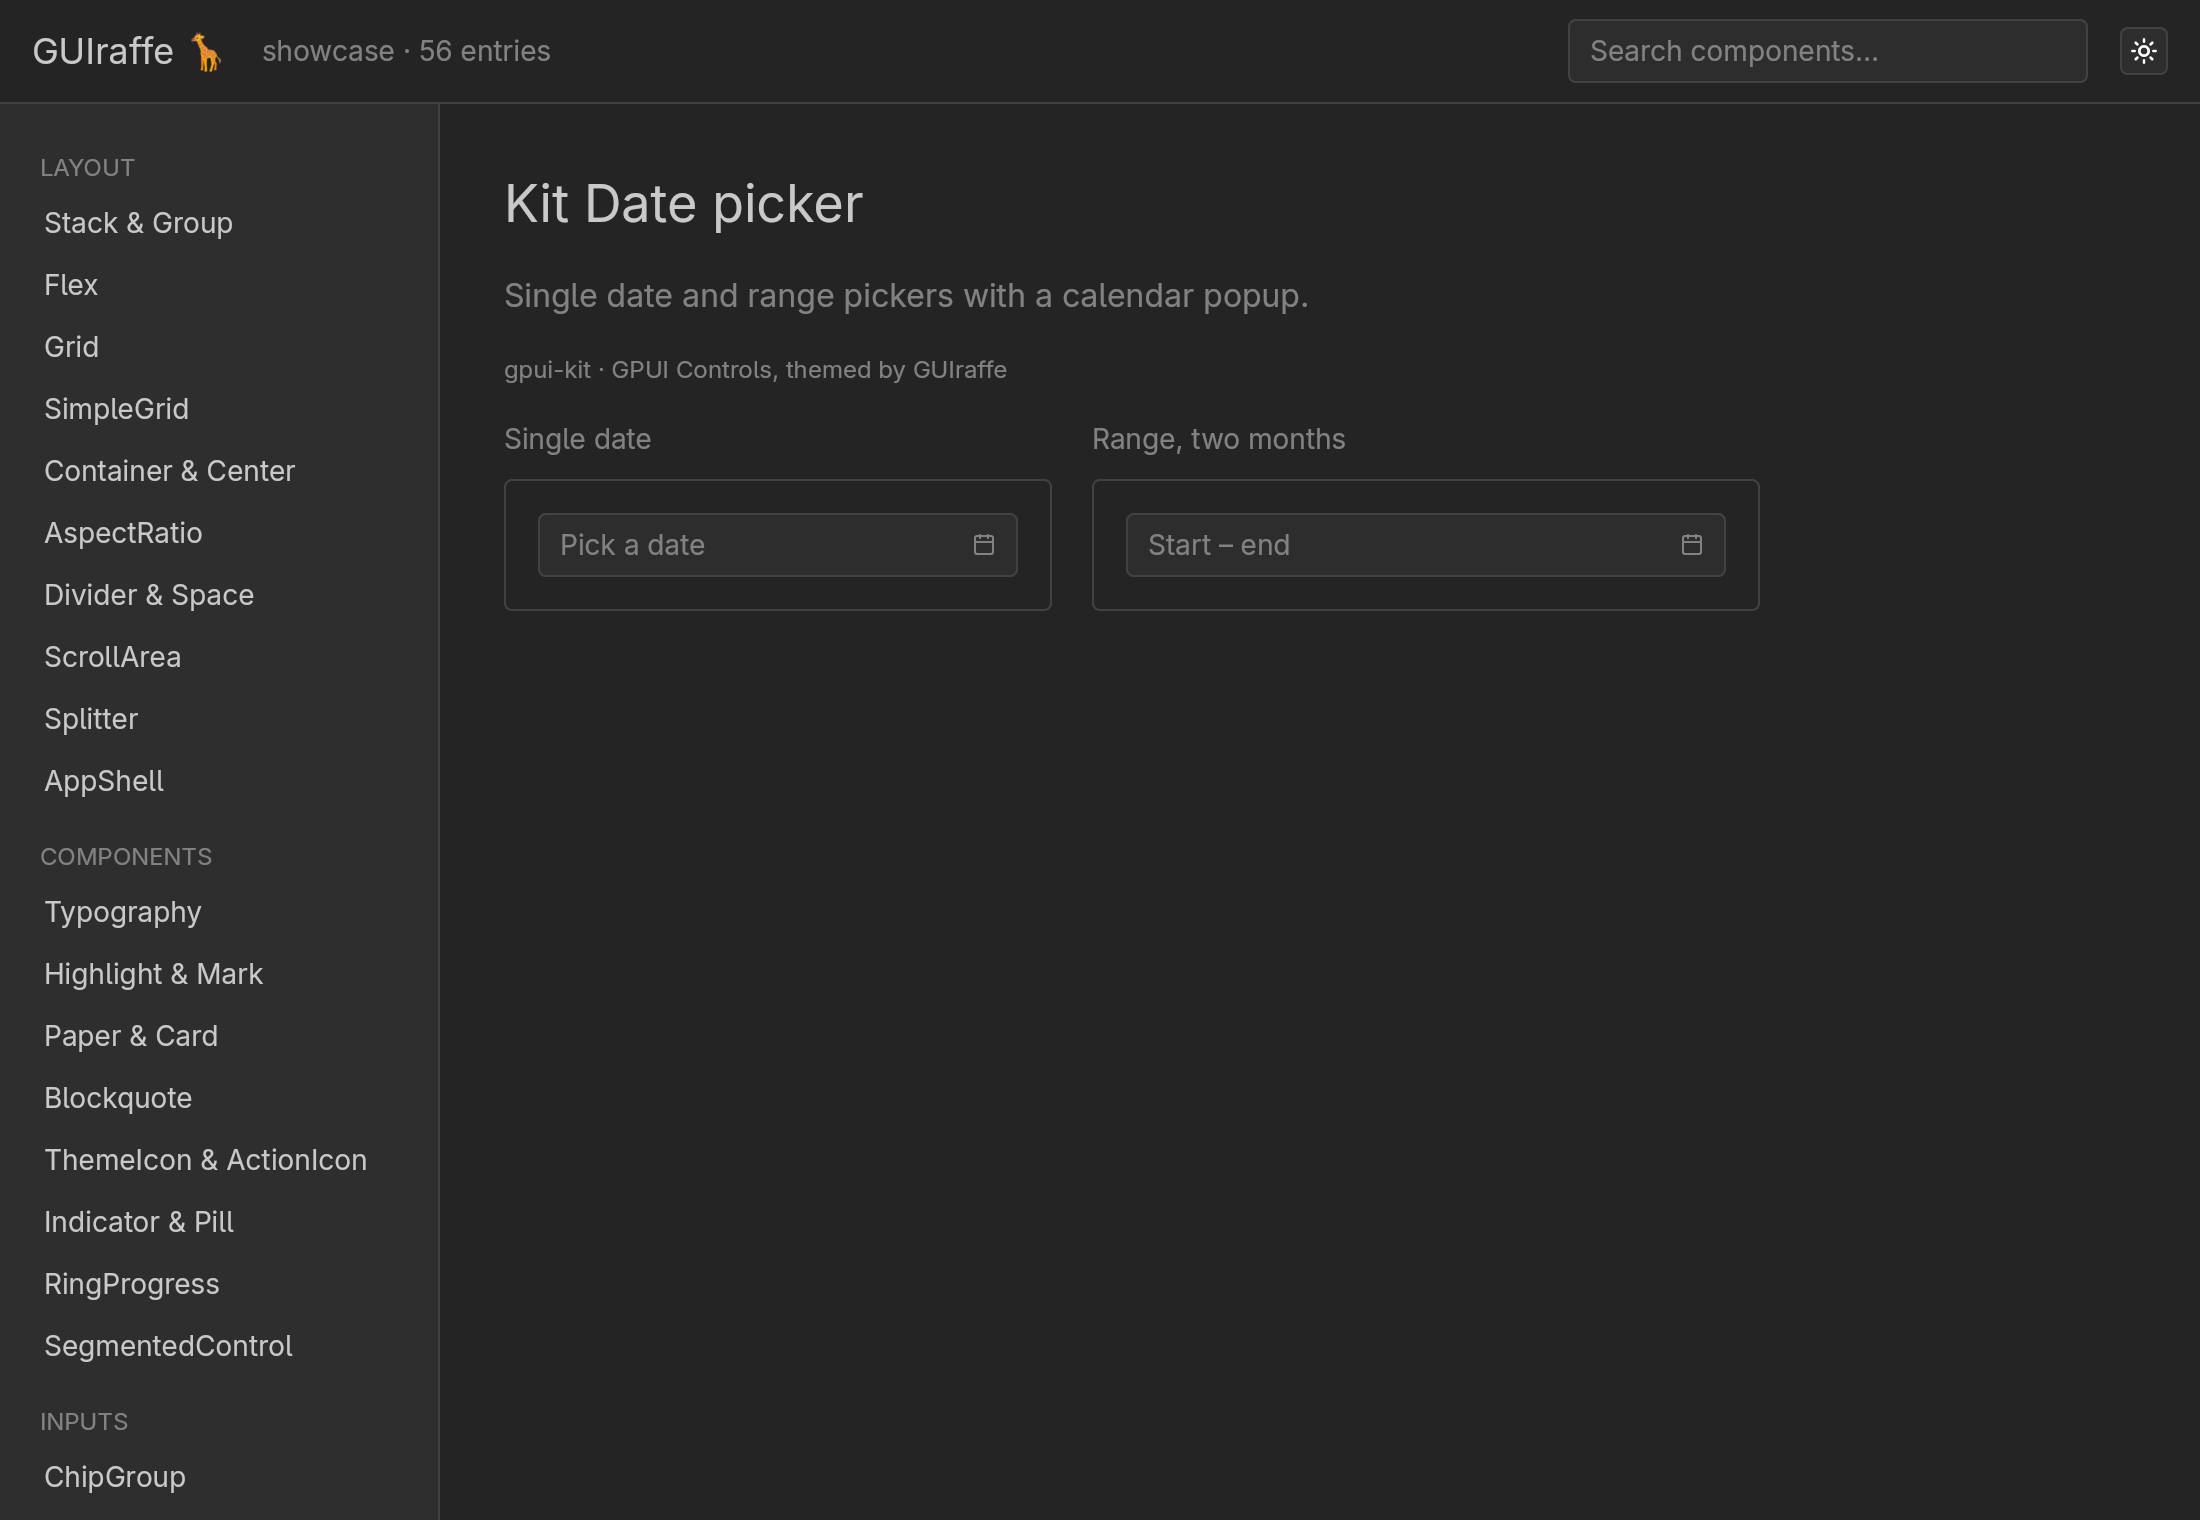 GUIraffe 🦒 showcase · 56 entries
Search components...
LAYOUT
Stack & Group
Flex
Grid
SimpleGrid
Container & Center
AspectRatio
Divider & Space
ScrollArea
Splitter
AppShell
COMPONENTS
Typography
Highlight & Mark
Paper & Card
Blockquote
ThemeIcon & ActionIcon
Indicator & Pill
RingProgress
SegmentedControl
INPUTS
ChipGroup
Kit Date picker
Single date and range pickers with a calendar popup.
gpui-kit · GPUI Controls, themed by GUIraffe
Single date
Pick a date
Range, two months
Start – end